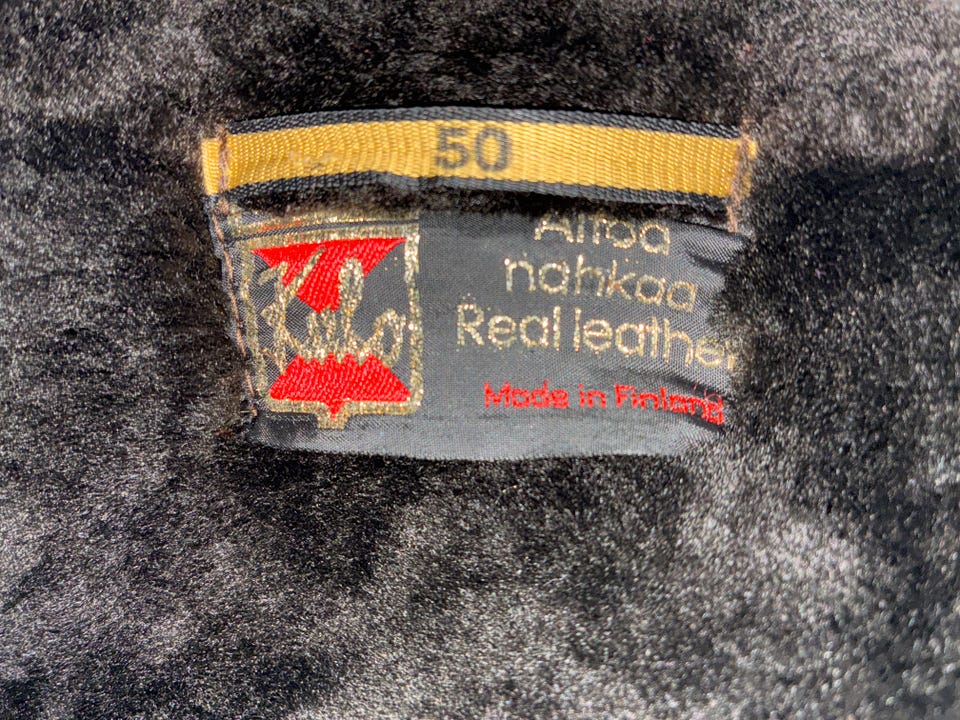 50
Aitoa
nahkaa
Real leather
Made in Finland